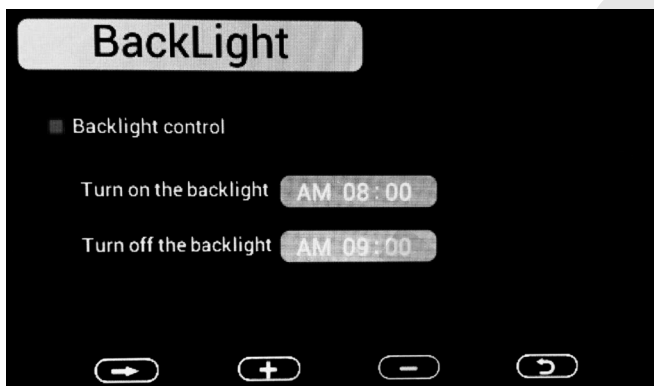 BackLight
Backlight control
Turn on the backlight AM 08:00
Turn off the backlight AM 09:00